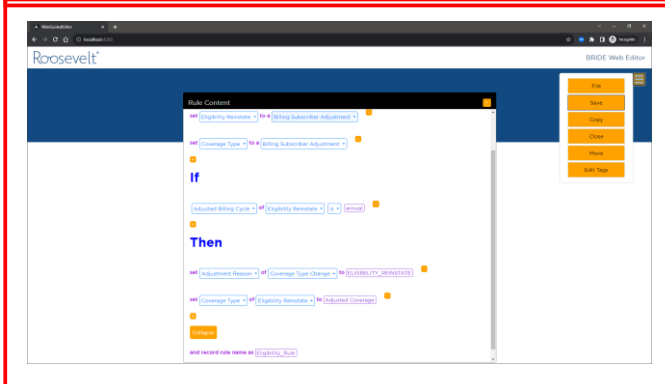 WebGuidedEditor
localhost:4200
Incognito
Roosevelt
BRIDE Web Editor
File
Save
Copy
Close
Move
Edit Tags
Rule Content
set Eligibility Reinstate to a Billing Subscriber Adjustment
set Coverage Type to a Billing Subscriber Adjustment
If
Adjusted Billing Cycle of Eligibility Reinstate is annual
Then
set Adjustment Reason of Coverage Type Change to ELIGIBILITY_REINSTATE
set Coverage Type of Eligibility Reinstate to Adjusted Coverage
Collapse
and record rule name as Eligibility_Rule